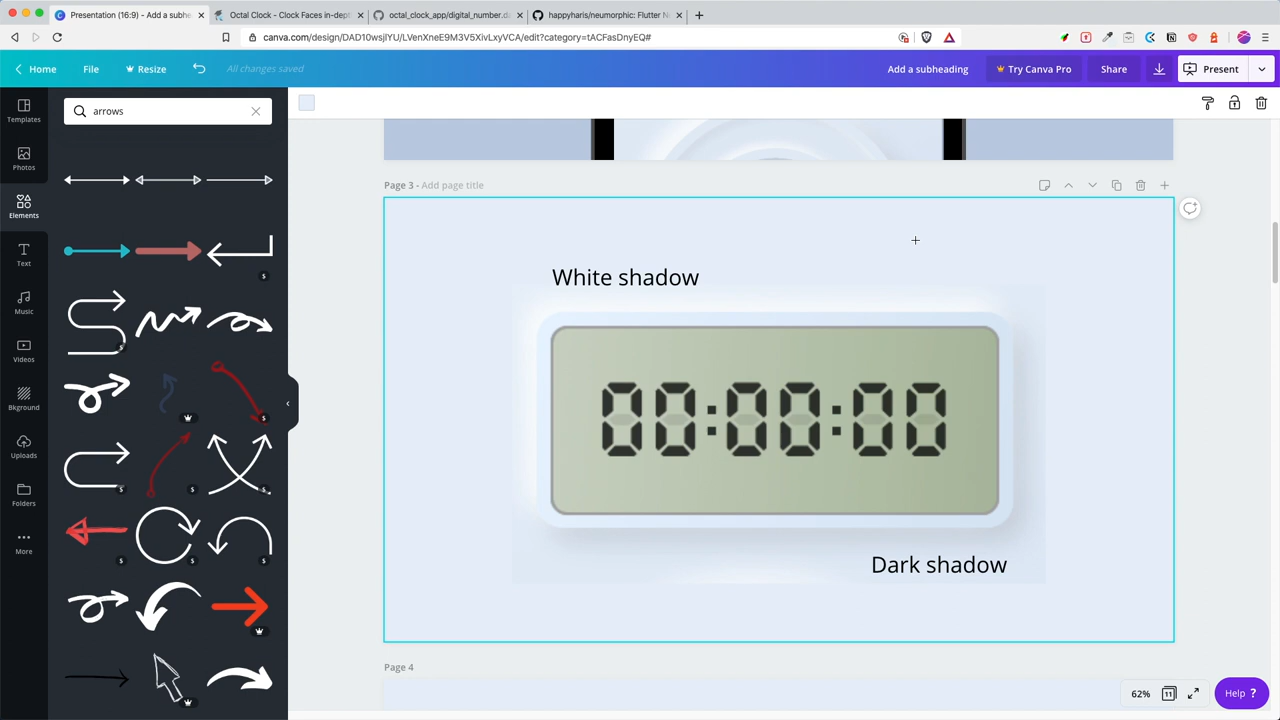 Presentation (16:9) - Add a subhe
Octal Clock - Clock Faces in-dept
octal_clock_app/digital_number.da
happyharis/neumorphic: Flutter N
canva.com/design/DAD10wsjIYU/LVenXneE9M3V5XivLxyVCA/edit?category=tACFasDnyEQ#
Home
File
Resize
All changes saved
Add a subheading
Try Canva Pro
Share
Present
Templates
Photos
Elements
Text
Music
Videos
Bkground
Uploads
Folders
More
arrows
Page 3 - Add page title
White shadow
00:00:00
Dark shadow
Page 4
62%
11
Help ?